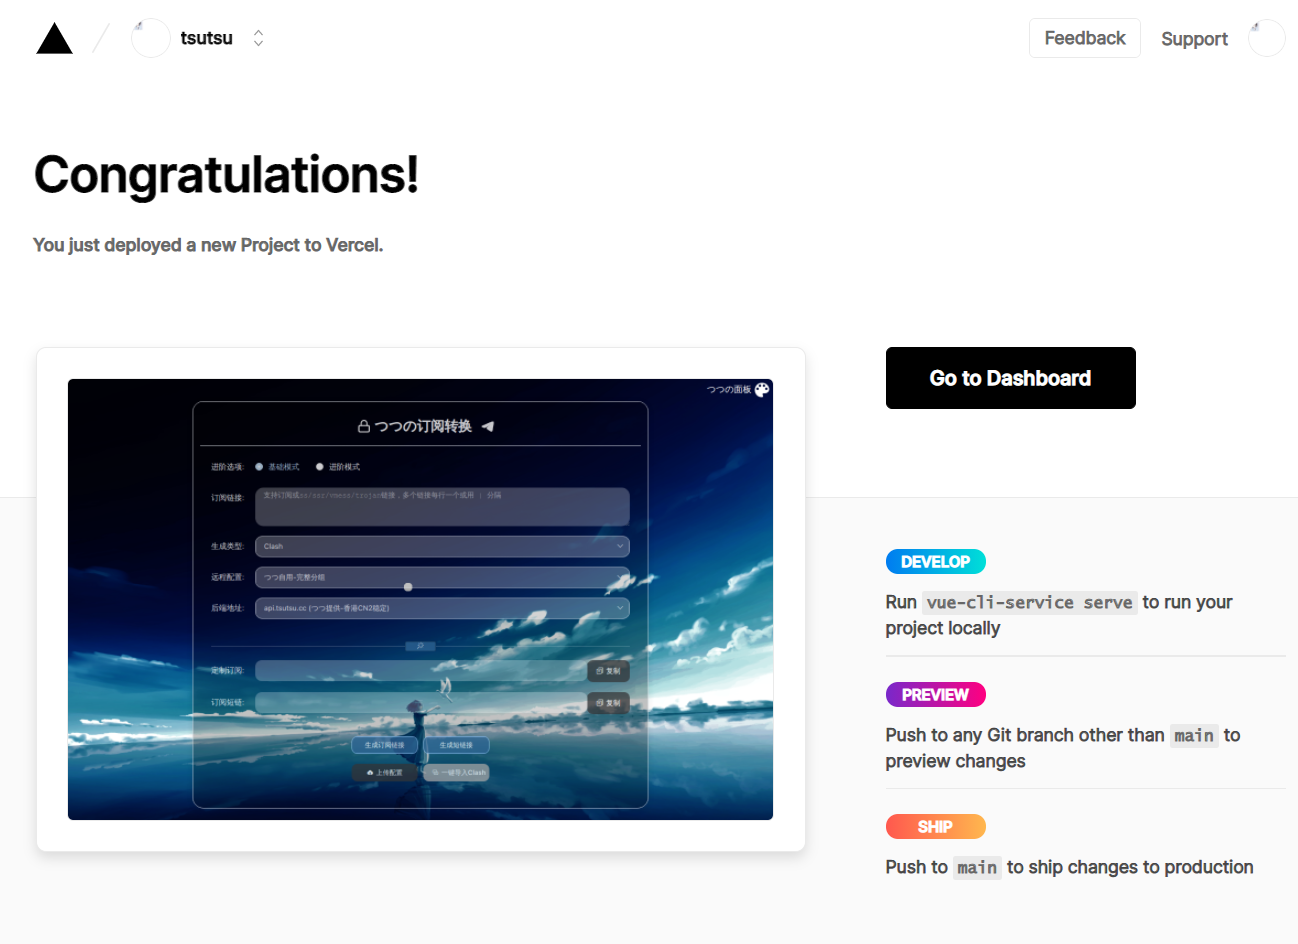 tsutsu
Feedback
Support
Congratulations!
You just deployed a new Project to Vercel.
Go to Dashboard
つつの面板
つつの订阅转换
进阶选项:
基础模式
进阶模式
订阅链接:
支持订阅或ss/ssr/vmess/trojan链接，多个链接每行一个或用 | 分隔
生成类型:
Clash
远程配置:
つつ自用-完整分组
后端地址:
api.tsutsu.cc (つつ提供-香港CN2稳定)
定制订阅:
复制
订阅短链:
复制
生成订阅链接
生成短链接
上传配置
一键导入Clash
DEVELOP
Run vue-cli-service serve to run your
project locally
PREVIEW
Push to any Git branch other than main to
preview changes
SHIP
Push to main to ship changes to production